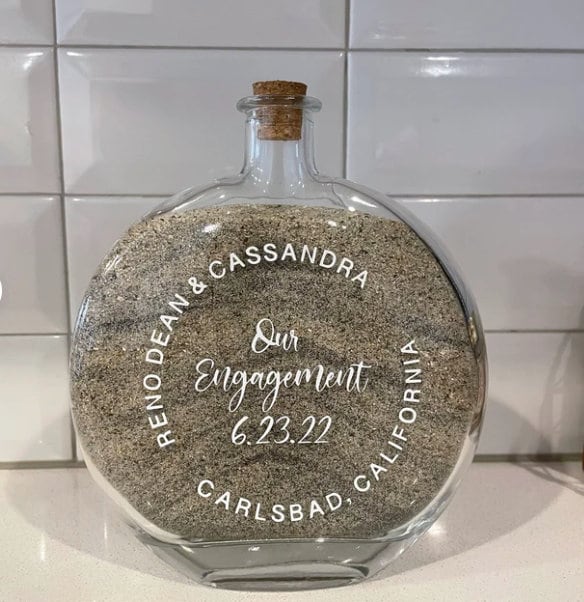 RENO DEAN & CASSANDRA
Our
Engagement
6.23.22
CARLSBAD, CALIFORNIA